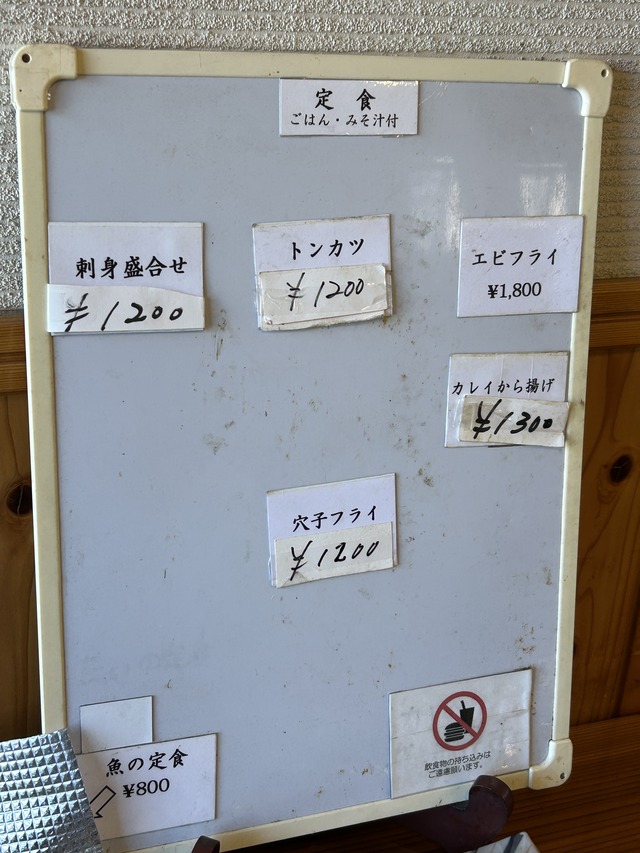 定食
ごはん・みそ汁付
刺身盛合せ
¥1200
トンカツ
¥1200
エビフライ
¥1,800
カレイから揚げ
¥1300
穴子フライ
¥1200
魚の定食
¥800
飲食物の持ち込みは
ご遠慮願います。